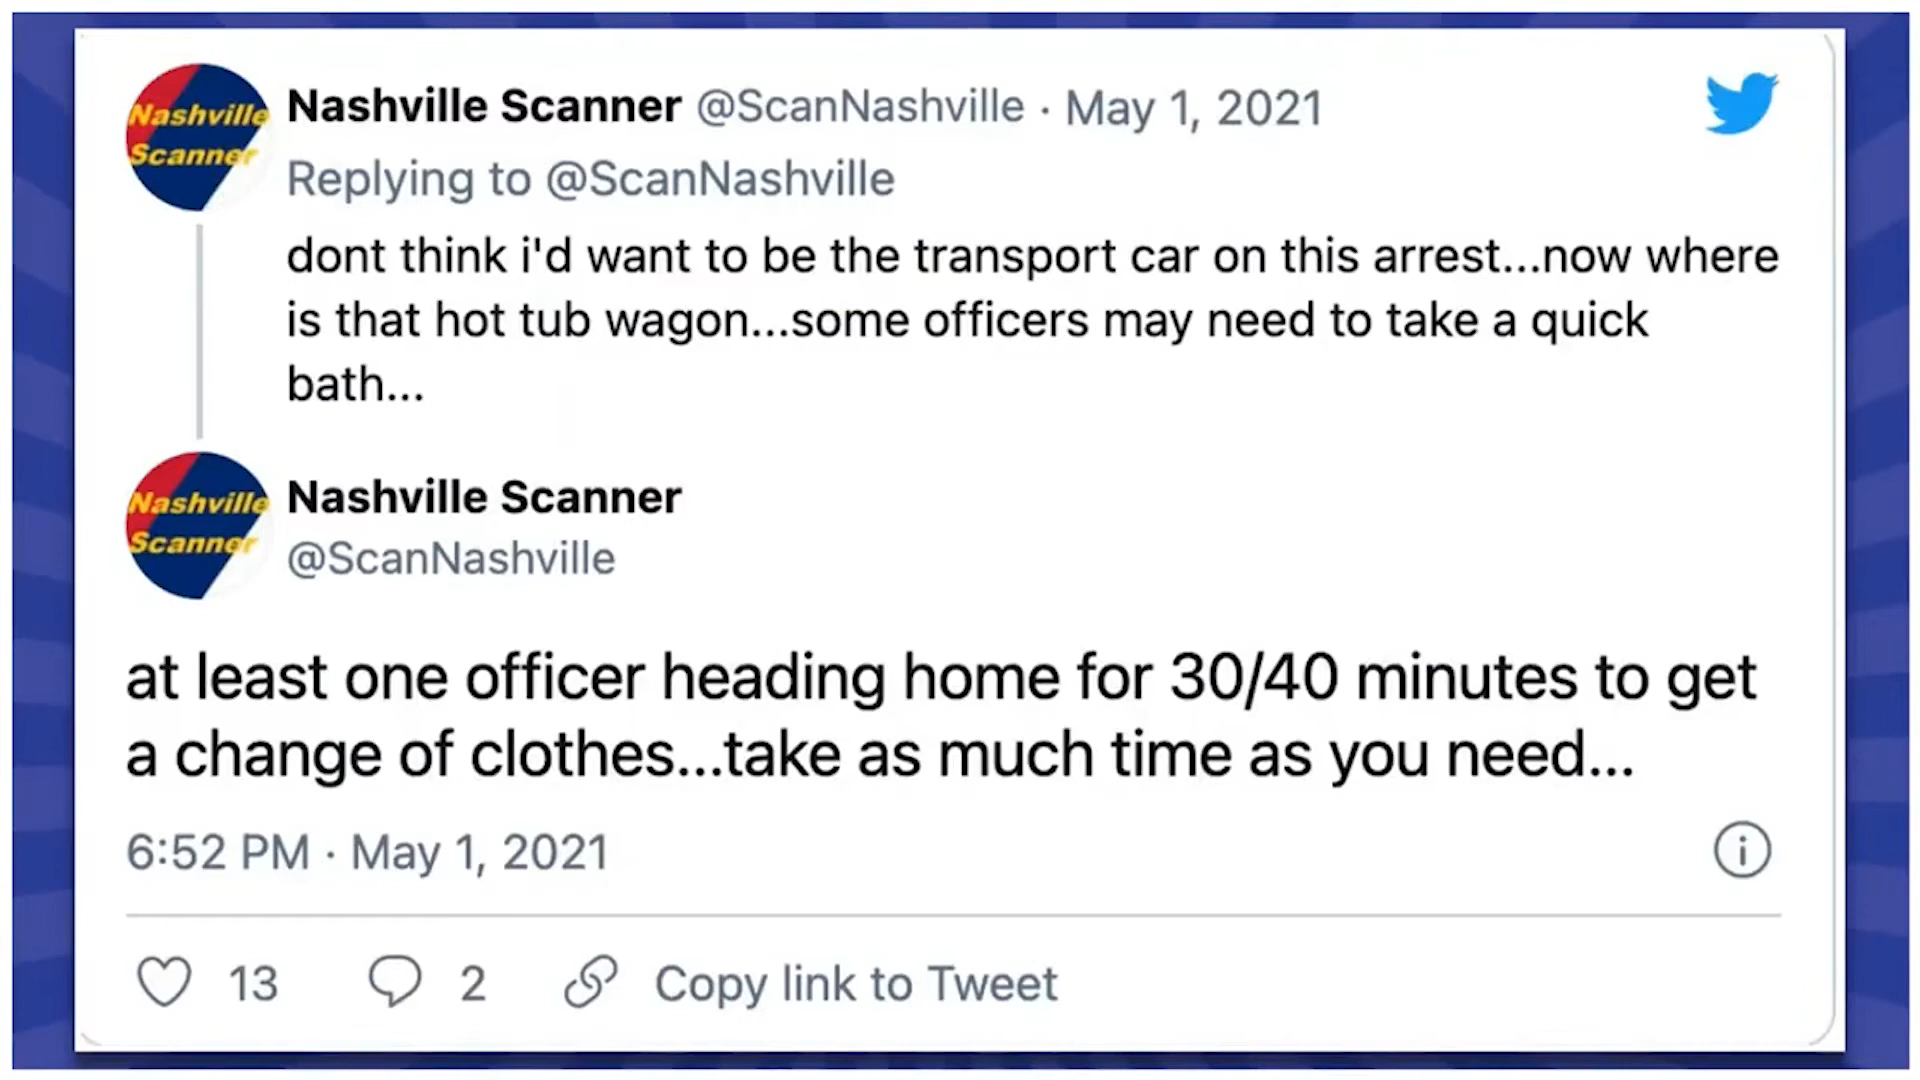 Nashville
Scanner
Nashville Scanner @ScanNashville · May 1, 2021
Replying to @ScanNashville
dont think i'd want to be the transport car on this arrest...now where
is that hot tub wagon...some officers may need to take a quick
bath...
Nashville
Scanner
Nashville Scanner
@ScanNashville
at least one officer heading home for 30/40 minutes to get
a change of clothes...take as much time as you need...
6:52 PM · May 1, 2021
13 2 Copy link to Tweet